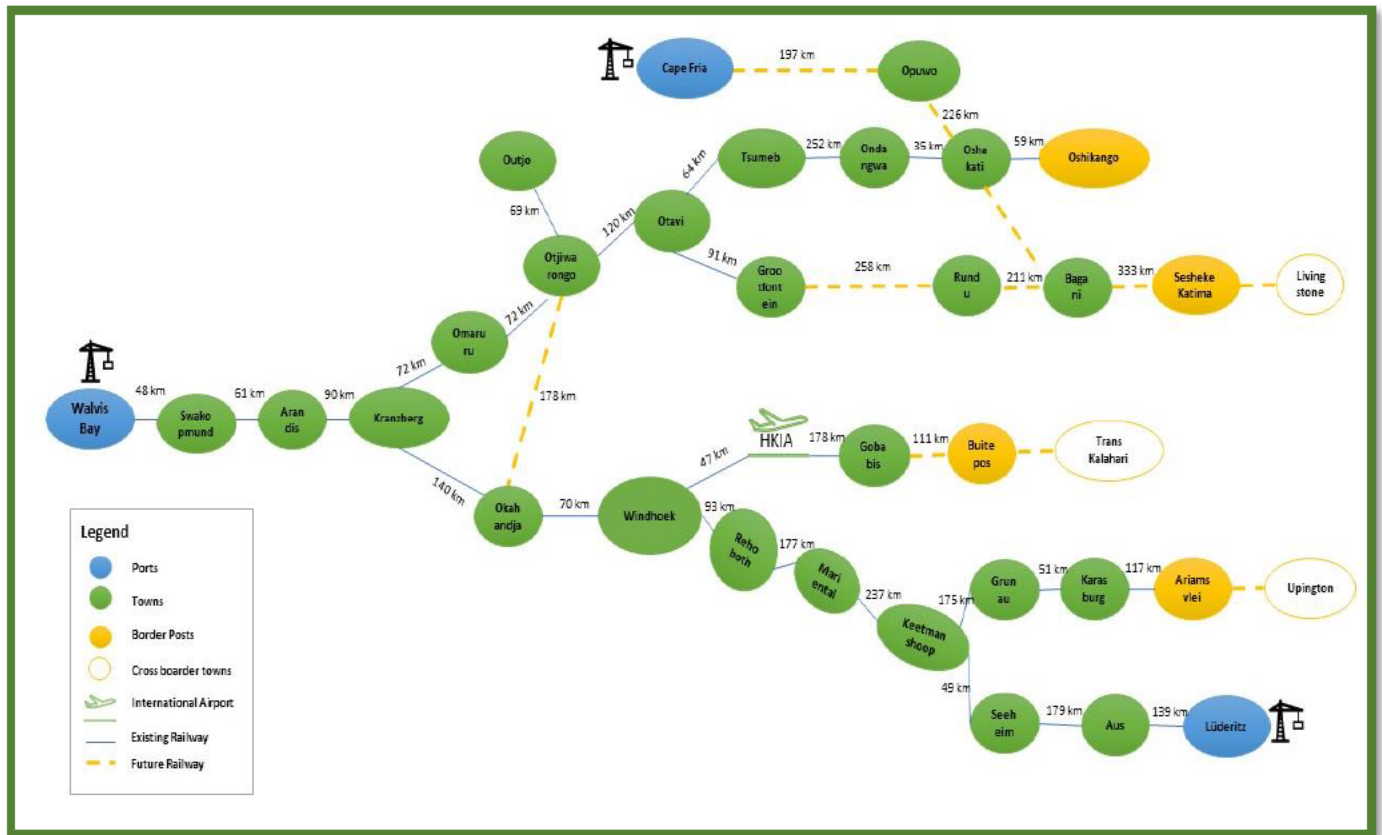 197 km
Cape Fria
Opuwo
226 km
Outjo
64 km
Tsumeb
252 km
Onda
ngwa
35 km
Osha
kati
59 km
Oshikango
69 km
120 km
Otavi
Otjiwa
rongo
91 km
Groo
tfont
ein
258 km
Rund
u
211 km
Baga
ni
333 km
Sesheke
Katima
Living
stone
72 km
Omaru
ru
72 km
178 km
Walvis
Bay
48 km
Swako
pmund
61 km
Aran
dis
90 km
Kranzberg
HKIA
178 km
Goba
bis
111 km
Buite
pos
Trans
Kalahari
47 km
140 km
Okah
andja
70 km
Windhoek
93 km
Reho
both
177 km
Mari
ental
237 km
Keetman
shoop
175 km
Grun
au
51 km
Karas
burg
117 km
Ariams
vlei
Upington
49 km
Seeh
eim
179 km
Aus
139 km
Lüderitz
Legend
Ports
Towns
Border Posts
Cross boarder towns
International Airport
Existing Railway
Future Railway